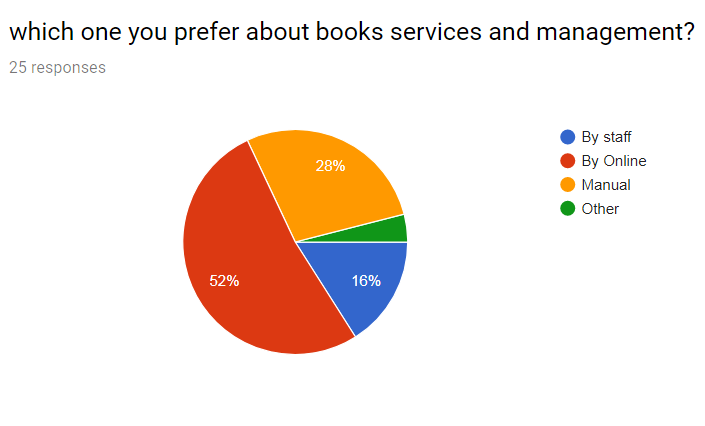 which one you prefer about books services and management?
25 responses
28%
52%
16%
By staff
By Online
Manual
Other